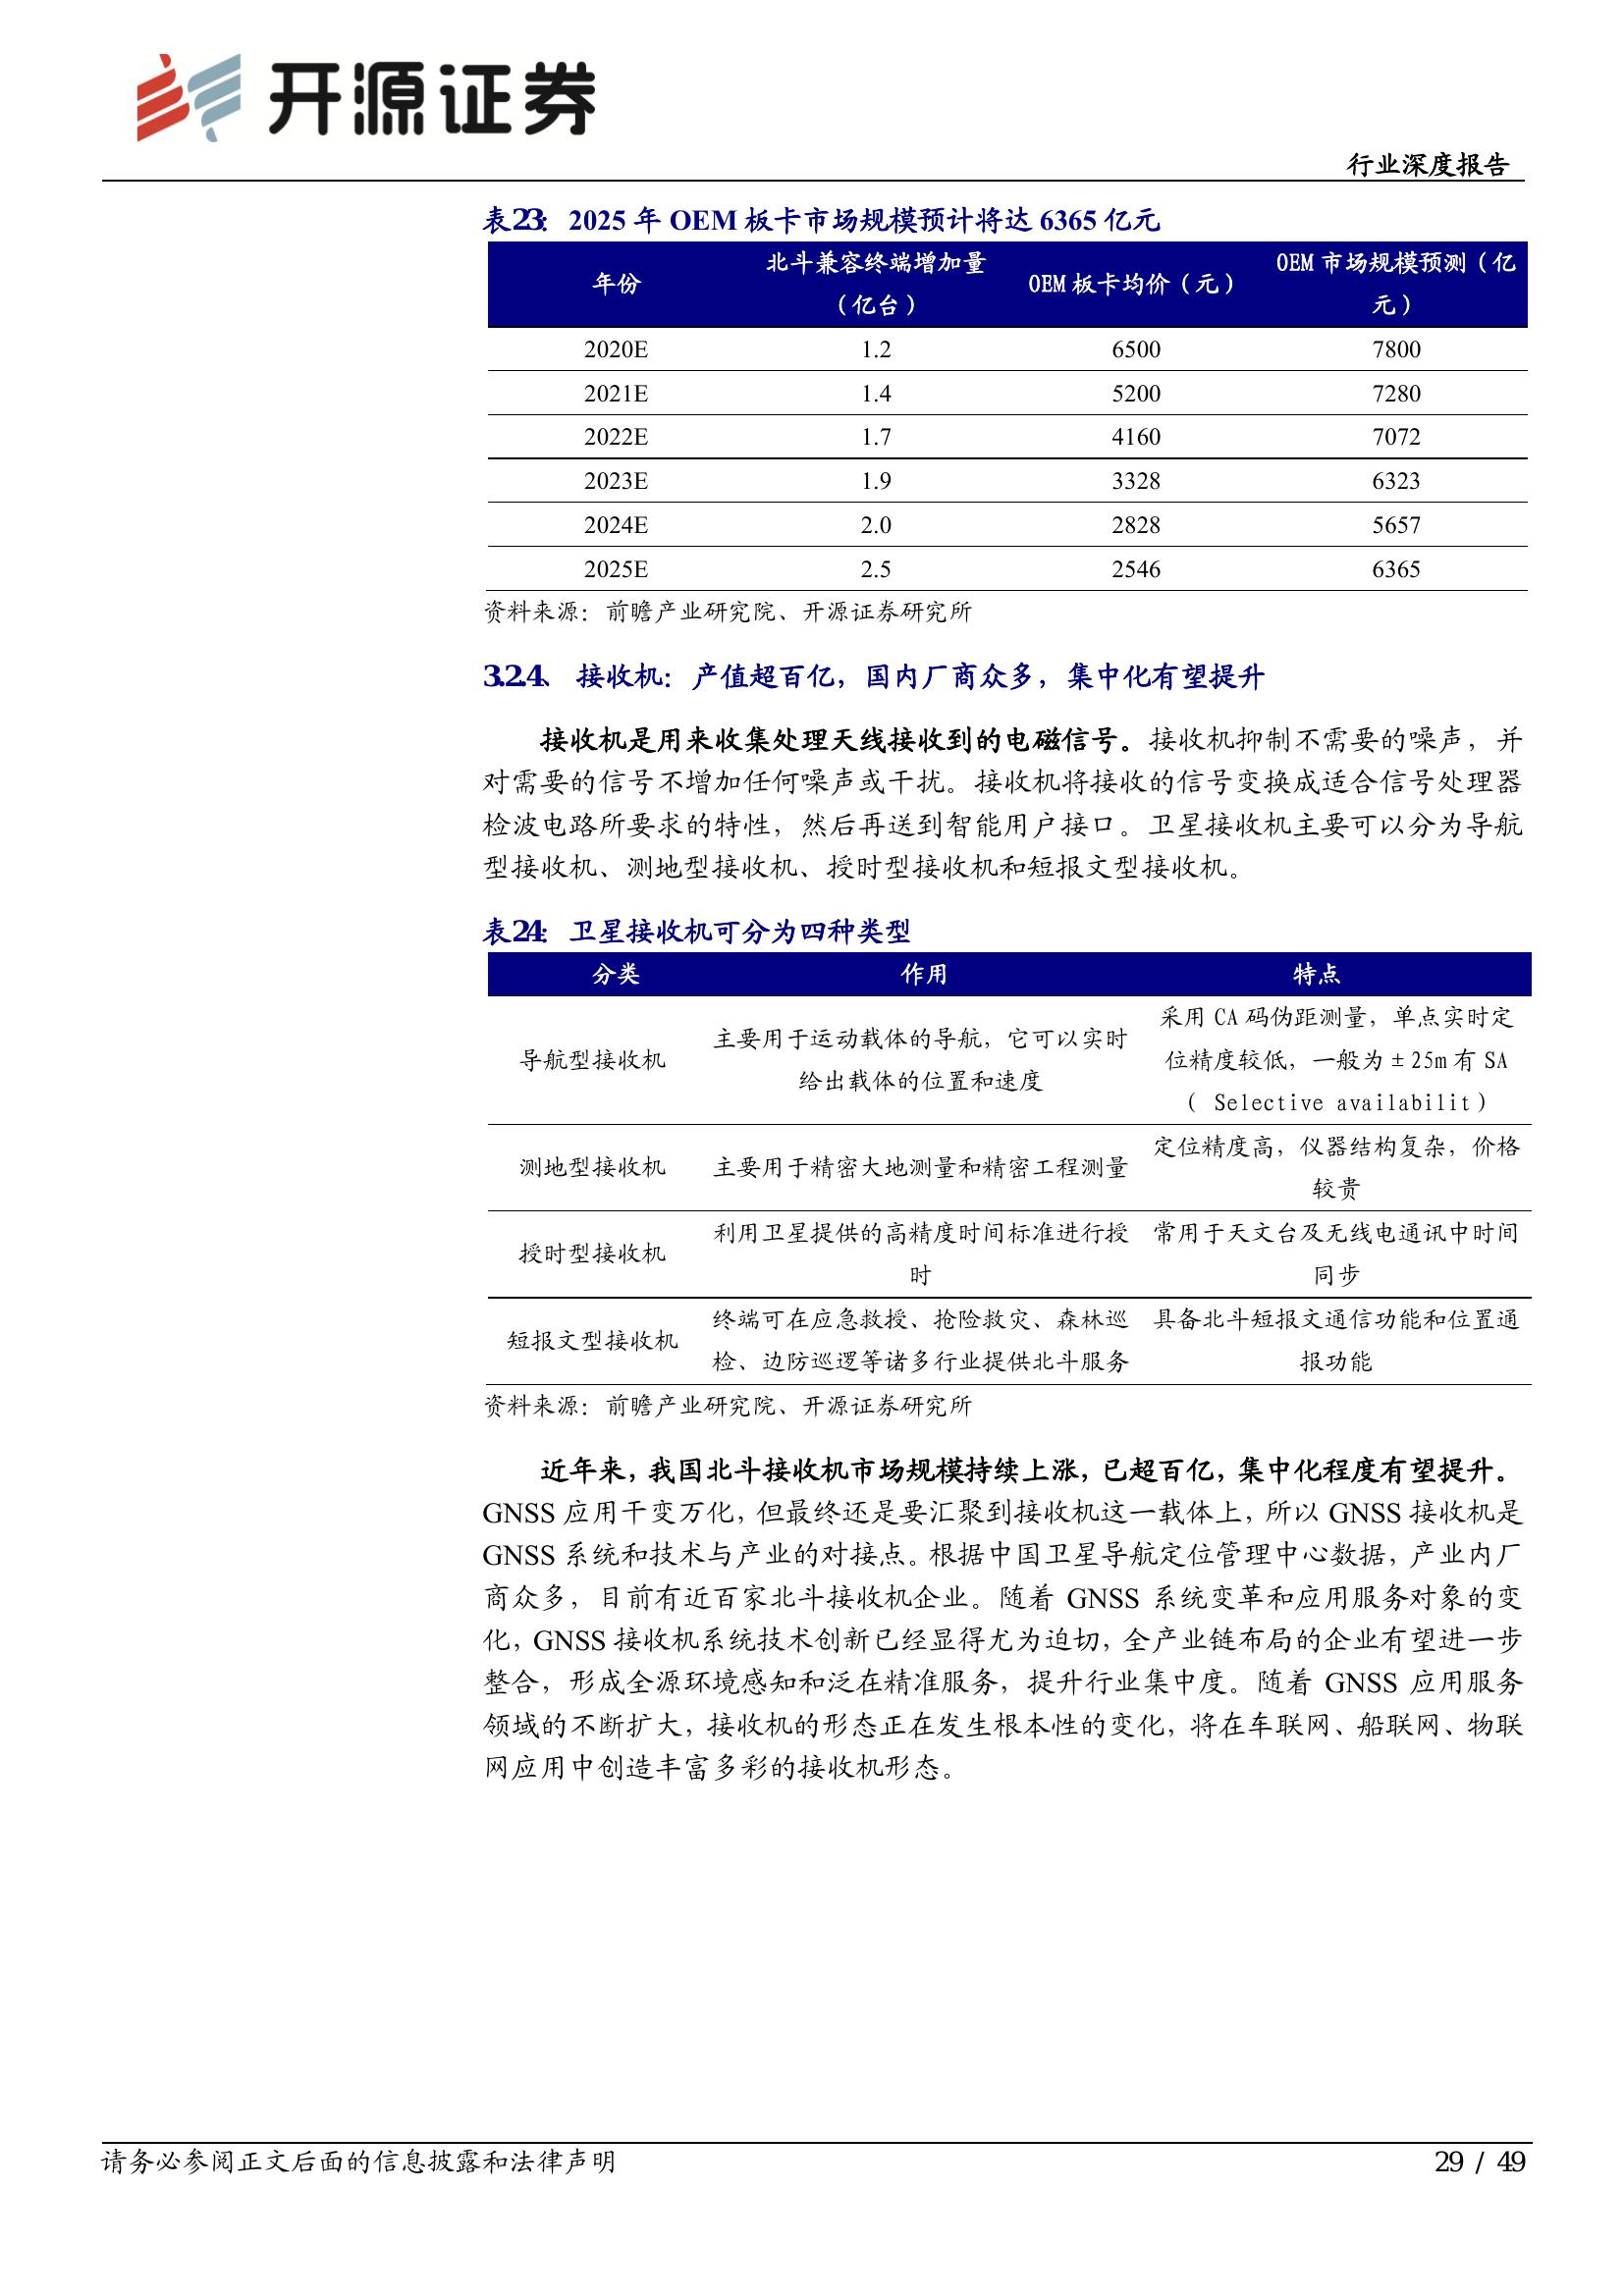 开源证券
行业深度报告
表23： 2025 年 OEM 板卡市场规模预计将达 6365 亿元
年份 北斗兼容终端增加量（亿台） OEM 板卡均价（元） OEM 市场规模预测（亿元）
2020E 1.2 6500 7800
2021E 1.4 5200 7280
2022E 1.7 4160 7072
2023E 1.9 3328 6323
2024E 2.0 2828 5657
2025E 2.5 2546 6365
资料来源：前瞻产业研究院、开源证券研究所
3.2.4、 接收机：产值超百亿，国内厂商众多，集中化有望提升
接收机是用来收集处理天线接收到的电磁信号。接收机抑制不需要的噪声，并
对需要的信号不增加任何噪声或干扰。接收机将接收的信号变换成适合信号处理器
检波电路所要求的特性，然后再送到智能用户接口。卫星接收机主要可以分为导航
型接收机、测地型接收机、授时型接收机和短报文型接收机。
表24： 卫星接收机可分为四种类型
分类 作用 特点
导航型接收机 主要用于运动载体的导航，它可以实时给出载体的位置和速度 采用 CA 码伪距测量，单点实时定位精度较低，一般为 ± 25m 有 SA（ Selective availabilit）
测地型接收机 主要用于精密大地测量和精密工程测量 定位精度高，仪器结构复杂，价格较贵
授时型接收机 利用卫星提供的高精度时间标准进行授时 常用于天文台及无线电通讯中时间同步
短报文型接收机 终端可在应急救授、抢险救灾、森林巡检、边防巡逻等诸多行业提供北斗服务 具备北斗短报文通信功能和位置通报功能
资料来源：前瞻产业研究院、开源证券研究所
近年来，我国北斗接收机市场规模持续上涨，已超百亿，集中化程度有望提升。
GNSS 应用千变万化，但最终还是要汇聚到接收机这一载体上，所以 GNSS 接收机是
GNSS 系统和技术与产业的对接点。根据中国卫星导航定位管理中心数据，产业内厂
商众多，目前有近百家北斗接收机企业。随着 GNSS 系统变革和应用服务对象的变
化，GNSS 接收机系统技术创新已经显得尤为迫切，全产业链布局的企业有望进一步
整合，形成全源环境感知和泛在精准服务，提升行业集中度。随着 GNSS 应用服务
领域的不断扩大，接收机的形态正在发生根本性的变化，将在车联网、船联网、物联
网应用中创造丰富多彩的接收机形态。
请务必参阅正文后面的信息披露和法律声明
29 / 49